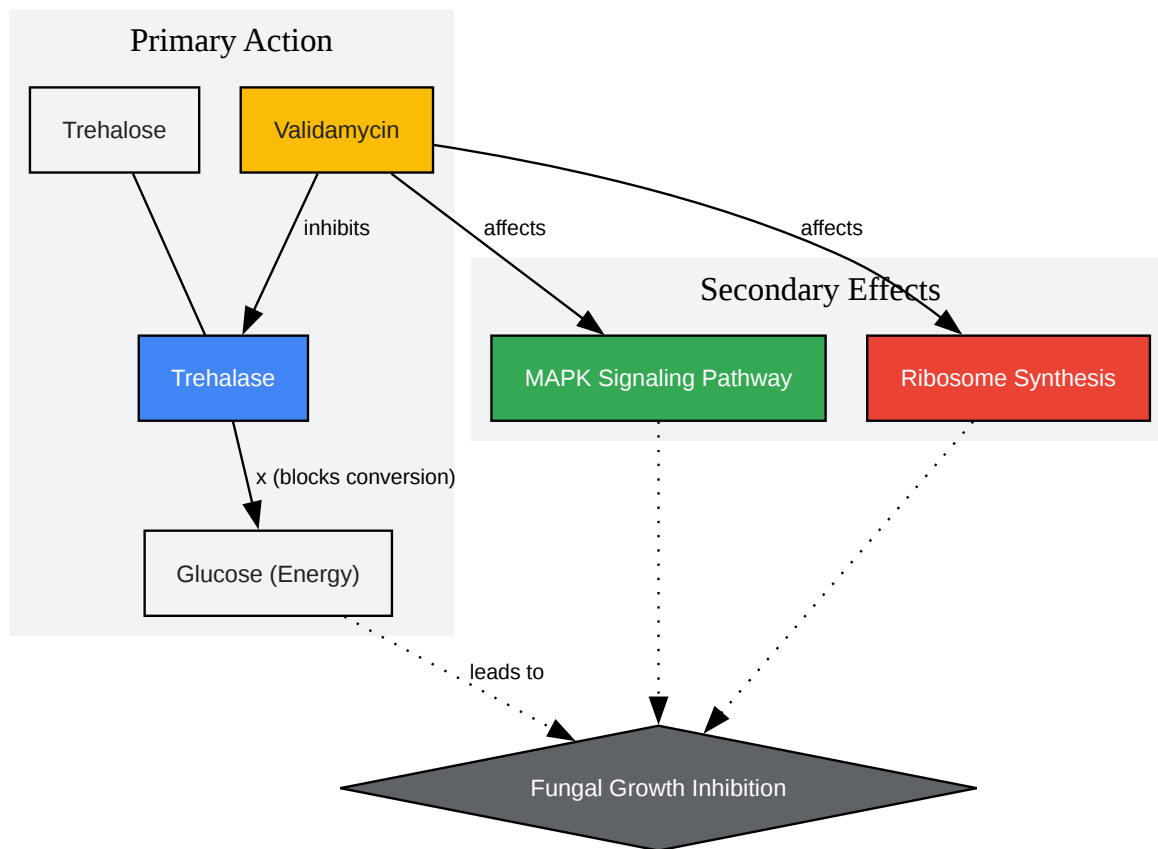 Primary Action
Trehalose
Validamycin
inhibits
affects
affects
Secondary Effects
Trehalase
MAPK Signaling Pathway
Ribosome Synthesis
x (blocks conversion)
Glucose (Energy)
leads to
Fungal Growth Inhibition